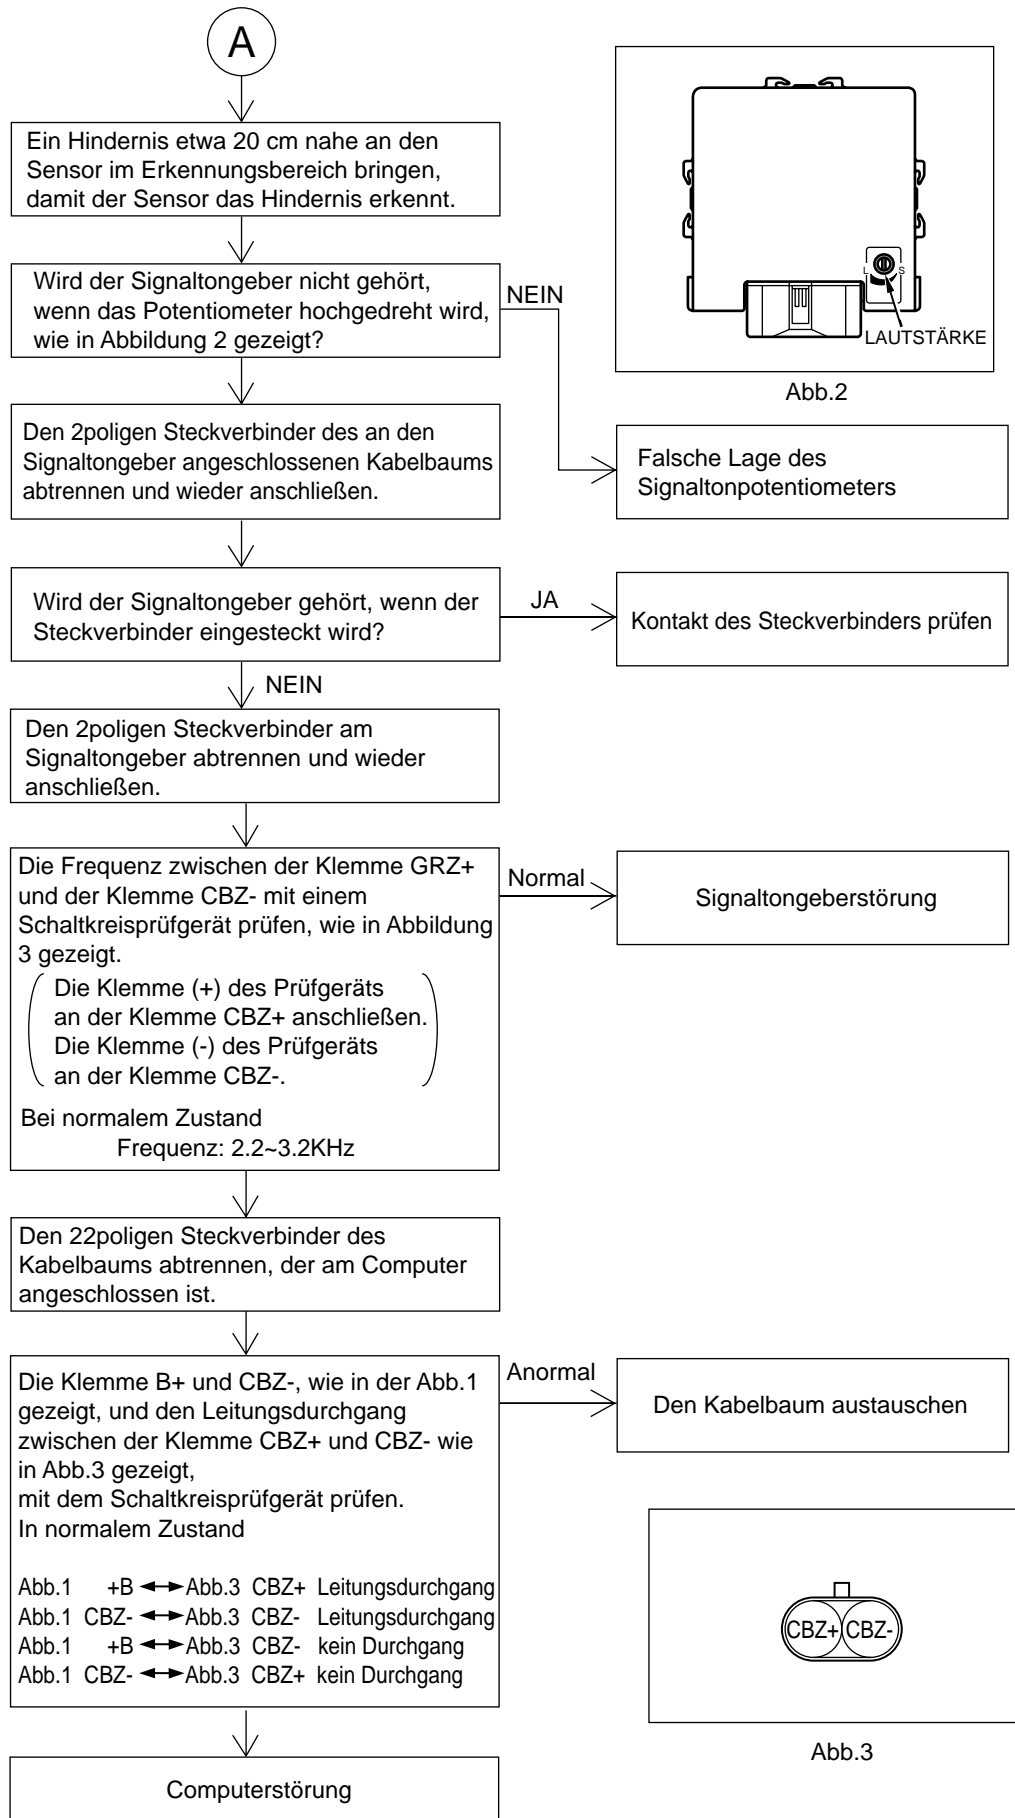 A
Ein Hindernis etwa 20 cm nahe an den
Sensor im Erkennungsbereich bringen,
damit der Sensor das Hindernis erkennt.
Wird der Signaltongeber nicht gehört,
wenn das Potentiometer hochgedreht wird,
wie in Abbildung 2 gezeigt?
NEIN
L S
LAUTSTÄRKE
Abb.2
Den 2poligen Steckverbinder des an den
Signaltongeber angeschlossenen Kabelbaums
abtrennen und wieder anschließen.
Falsche Lage des
Signaltonpotentiometers
Wird der Signaltongeber gehört, wenn der
Steckverbinder eingesteckt wird?
JA
Kontakt des Steckverbinders prüfen
NEIN
Den 2poligen Steckverbinder am
Signaltongeber abtrennen und wieder
anschließen.
Die Frequenz zwischen der Klemme GRZ+
und der Klemme CBZ- mit einem
Schaltkreisprüfgerät prüfen, wie in Abbildung
3 gezeigt.
Die Klemme (+) des Prüfgeräts
an der Klemme CBZ+ anschließen.
Die Klemme (-) des Prüfgeräts
an der Klemme CBZ-.
Bei normalem Zustand
Frequenz: 2.2~3.2KHz
Normal
Signaltongeberstörung
Den 22poligen Steckverbinder des
Kabelbaums abtrennen, der am Computer
angeschlossen ist.
Die Klemme B+ und CBZ-, wie in der Abb.1
gezeigt, und den Leitungsdurchgang
zwischen der Klemme CBZ+ und CBZ- wie
in Abb.3 gezeigt,
mit dem Schaltkreisprüfgerät prüfen.
In normalem Zustand
Abb.1 +B ◄─► Abb.3 CBZ+ Leitungsdurchgang
Abb.1 CBZ- ◄─► Abb.3 CBZ- Leitungsdurchgang
Abb.1 +B ◄─► Abb.3 CBZ- kein Durchgang
Abb.1 CBZ- ◄─► Abb.3 CBZ+ kein Durchgang
Anormal
Den Kabelbaum austauschen
CBZ+ CBZ-
Abb.3
Computerstörung